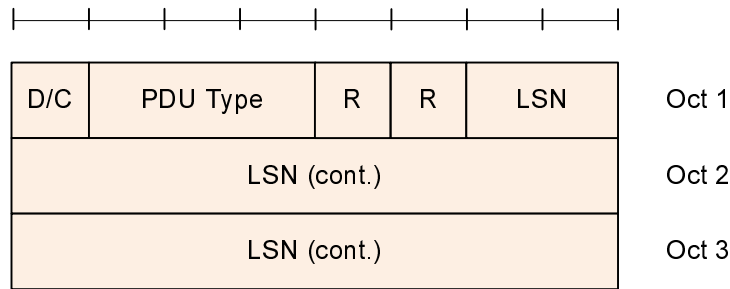 D/C PDU Type R R LSN Oct 1
LSN (cont.) Oct 2
LSN (cont.) Oct 3